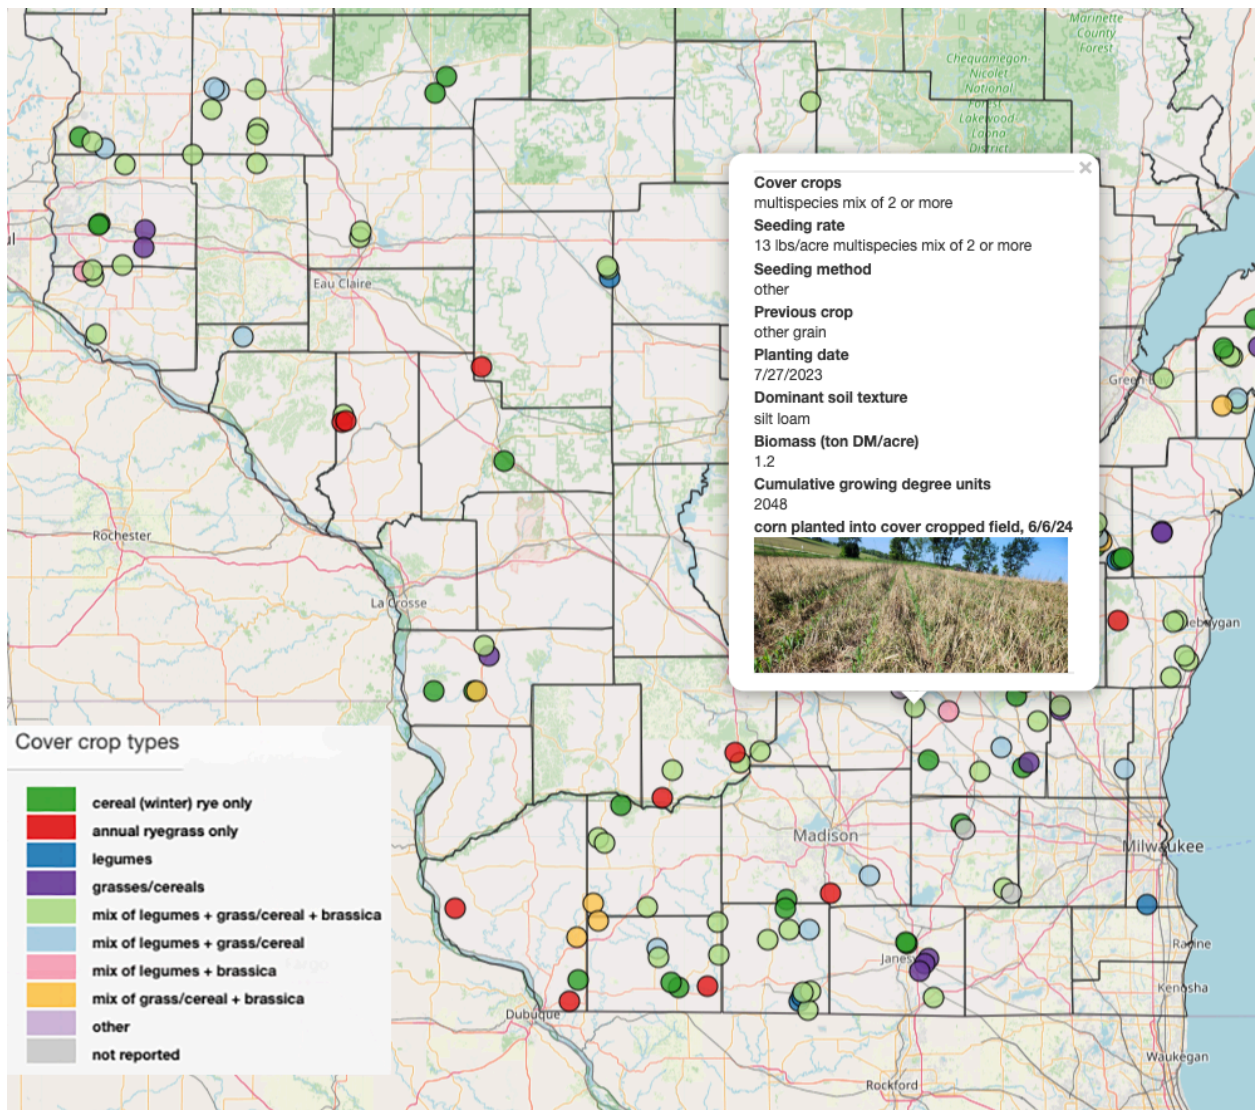 Marinette
County
Forest
Chequamegon-
Nicolet
National
Forest
Lakewood
Laona
District
×
Cover crops
multispecies mix of 2 or more
Seeding rate
13 lbs/acre multispecies mix of 2 or more
Seeding method
other
Previous crop
other grain
Planting date
7/27/2023
Dominant soil texture
silt loam
Biomass (ton DM/acre)
1.2
Cumulative growing degree units
2048
corn planted into cover cropped field, 6/6/24
ul
Eau Claire
Green B
Rochester
La Crosse
eboygan
Cover crop types
cereal (winter) rye only
annual ryegrass only
legumes
grasses/cereals
mix of legumes + grass/cereal + brassica
mix of legumes + grass/cereal
mix of legumes + brassica
mix of grass/cereal + brassica
other
not reported
Madison
Milwaukee
Racine
Janes
Kenosha
Dubuque
Waukegan
Rockford